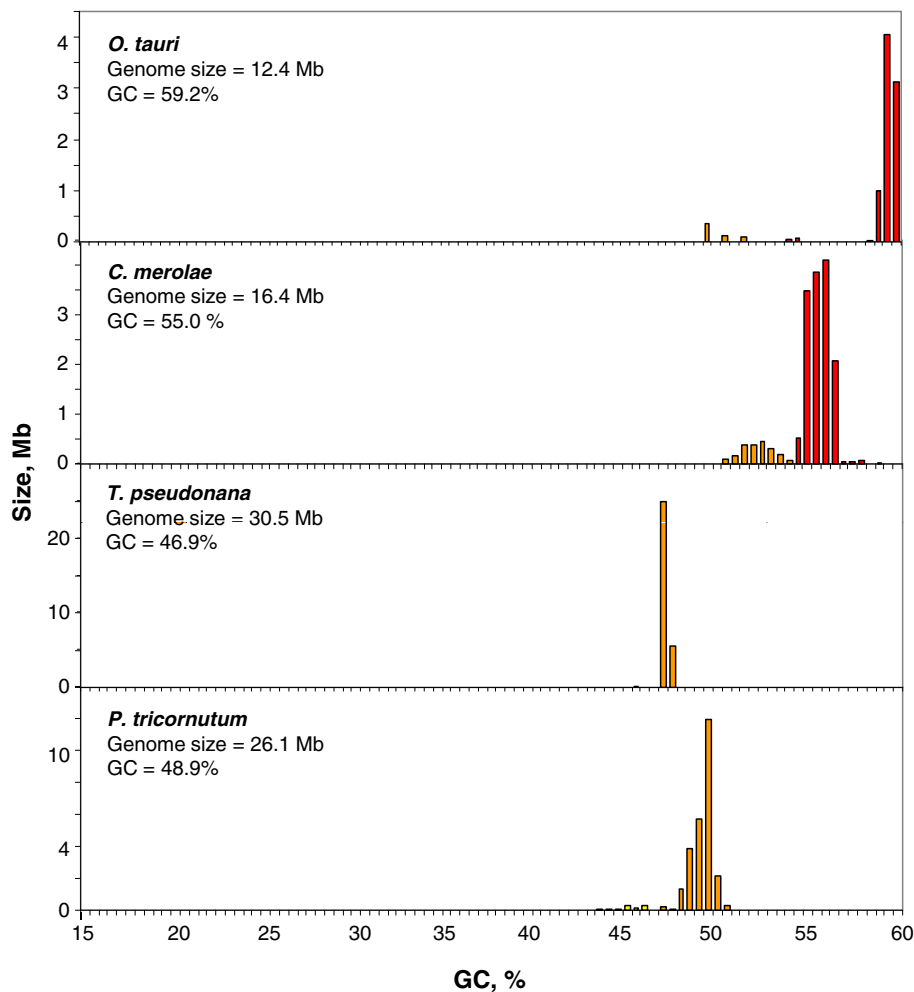 O. tauri
Genome size = 12.4 Mb
GC = 59.2%
4
3
2
1
0
C. merolae
Genome size = 16.4 Mb
GC = 55.0 %
3
2
1
0
Size, Mb
T. pseudonana
Genome size = 30.5 Mb
GC = 46.9%
20
10
0
P. tricornutum
Genome size = 26.1 Mb
GC = 48.9%
10
4
0
15 20 25 30 35 40 45 50 55 60
GC, %